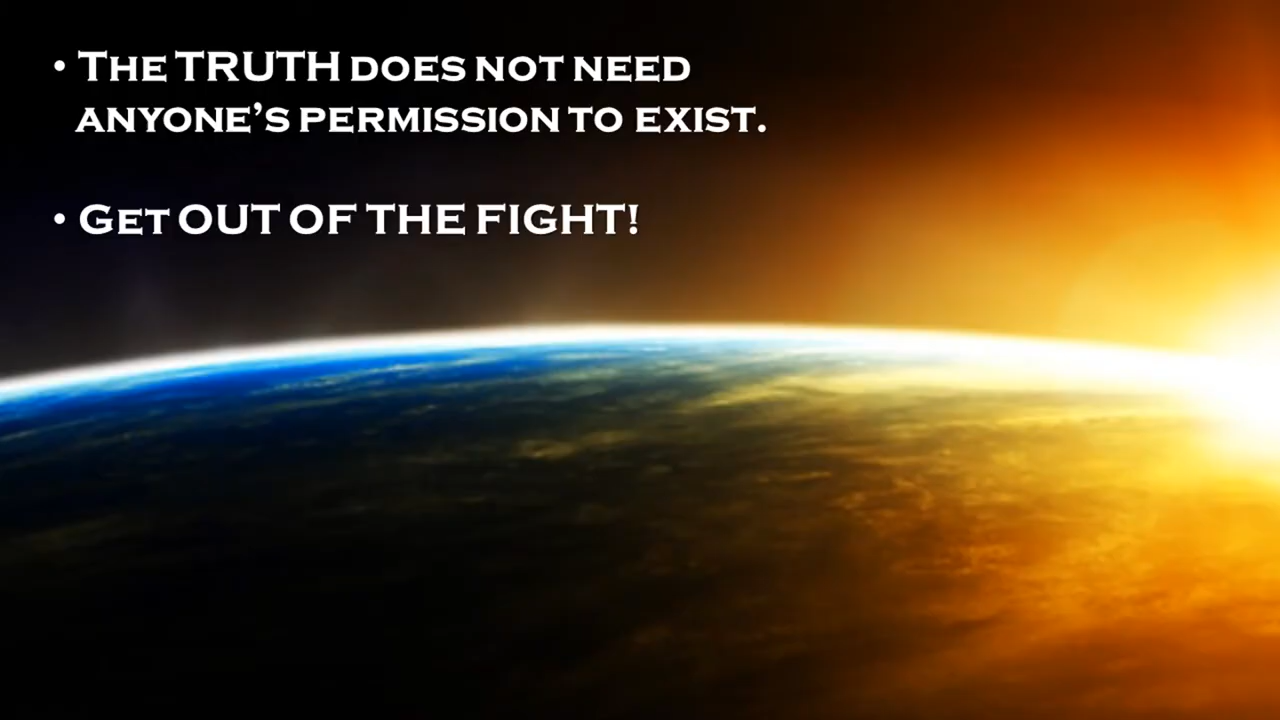 • The TRUTH does not need
anyone’s permission to exist.
• Get OUT OF THE FIGHT!